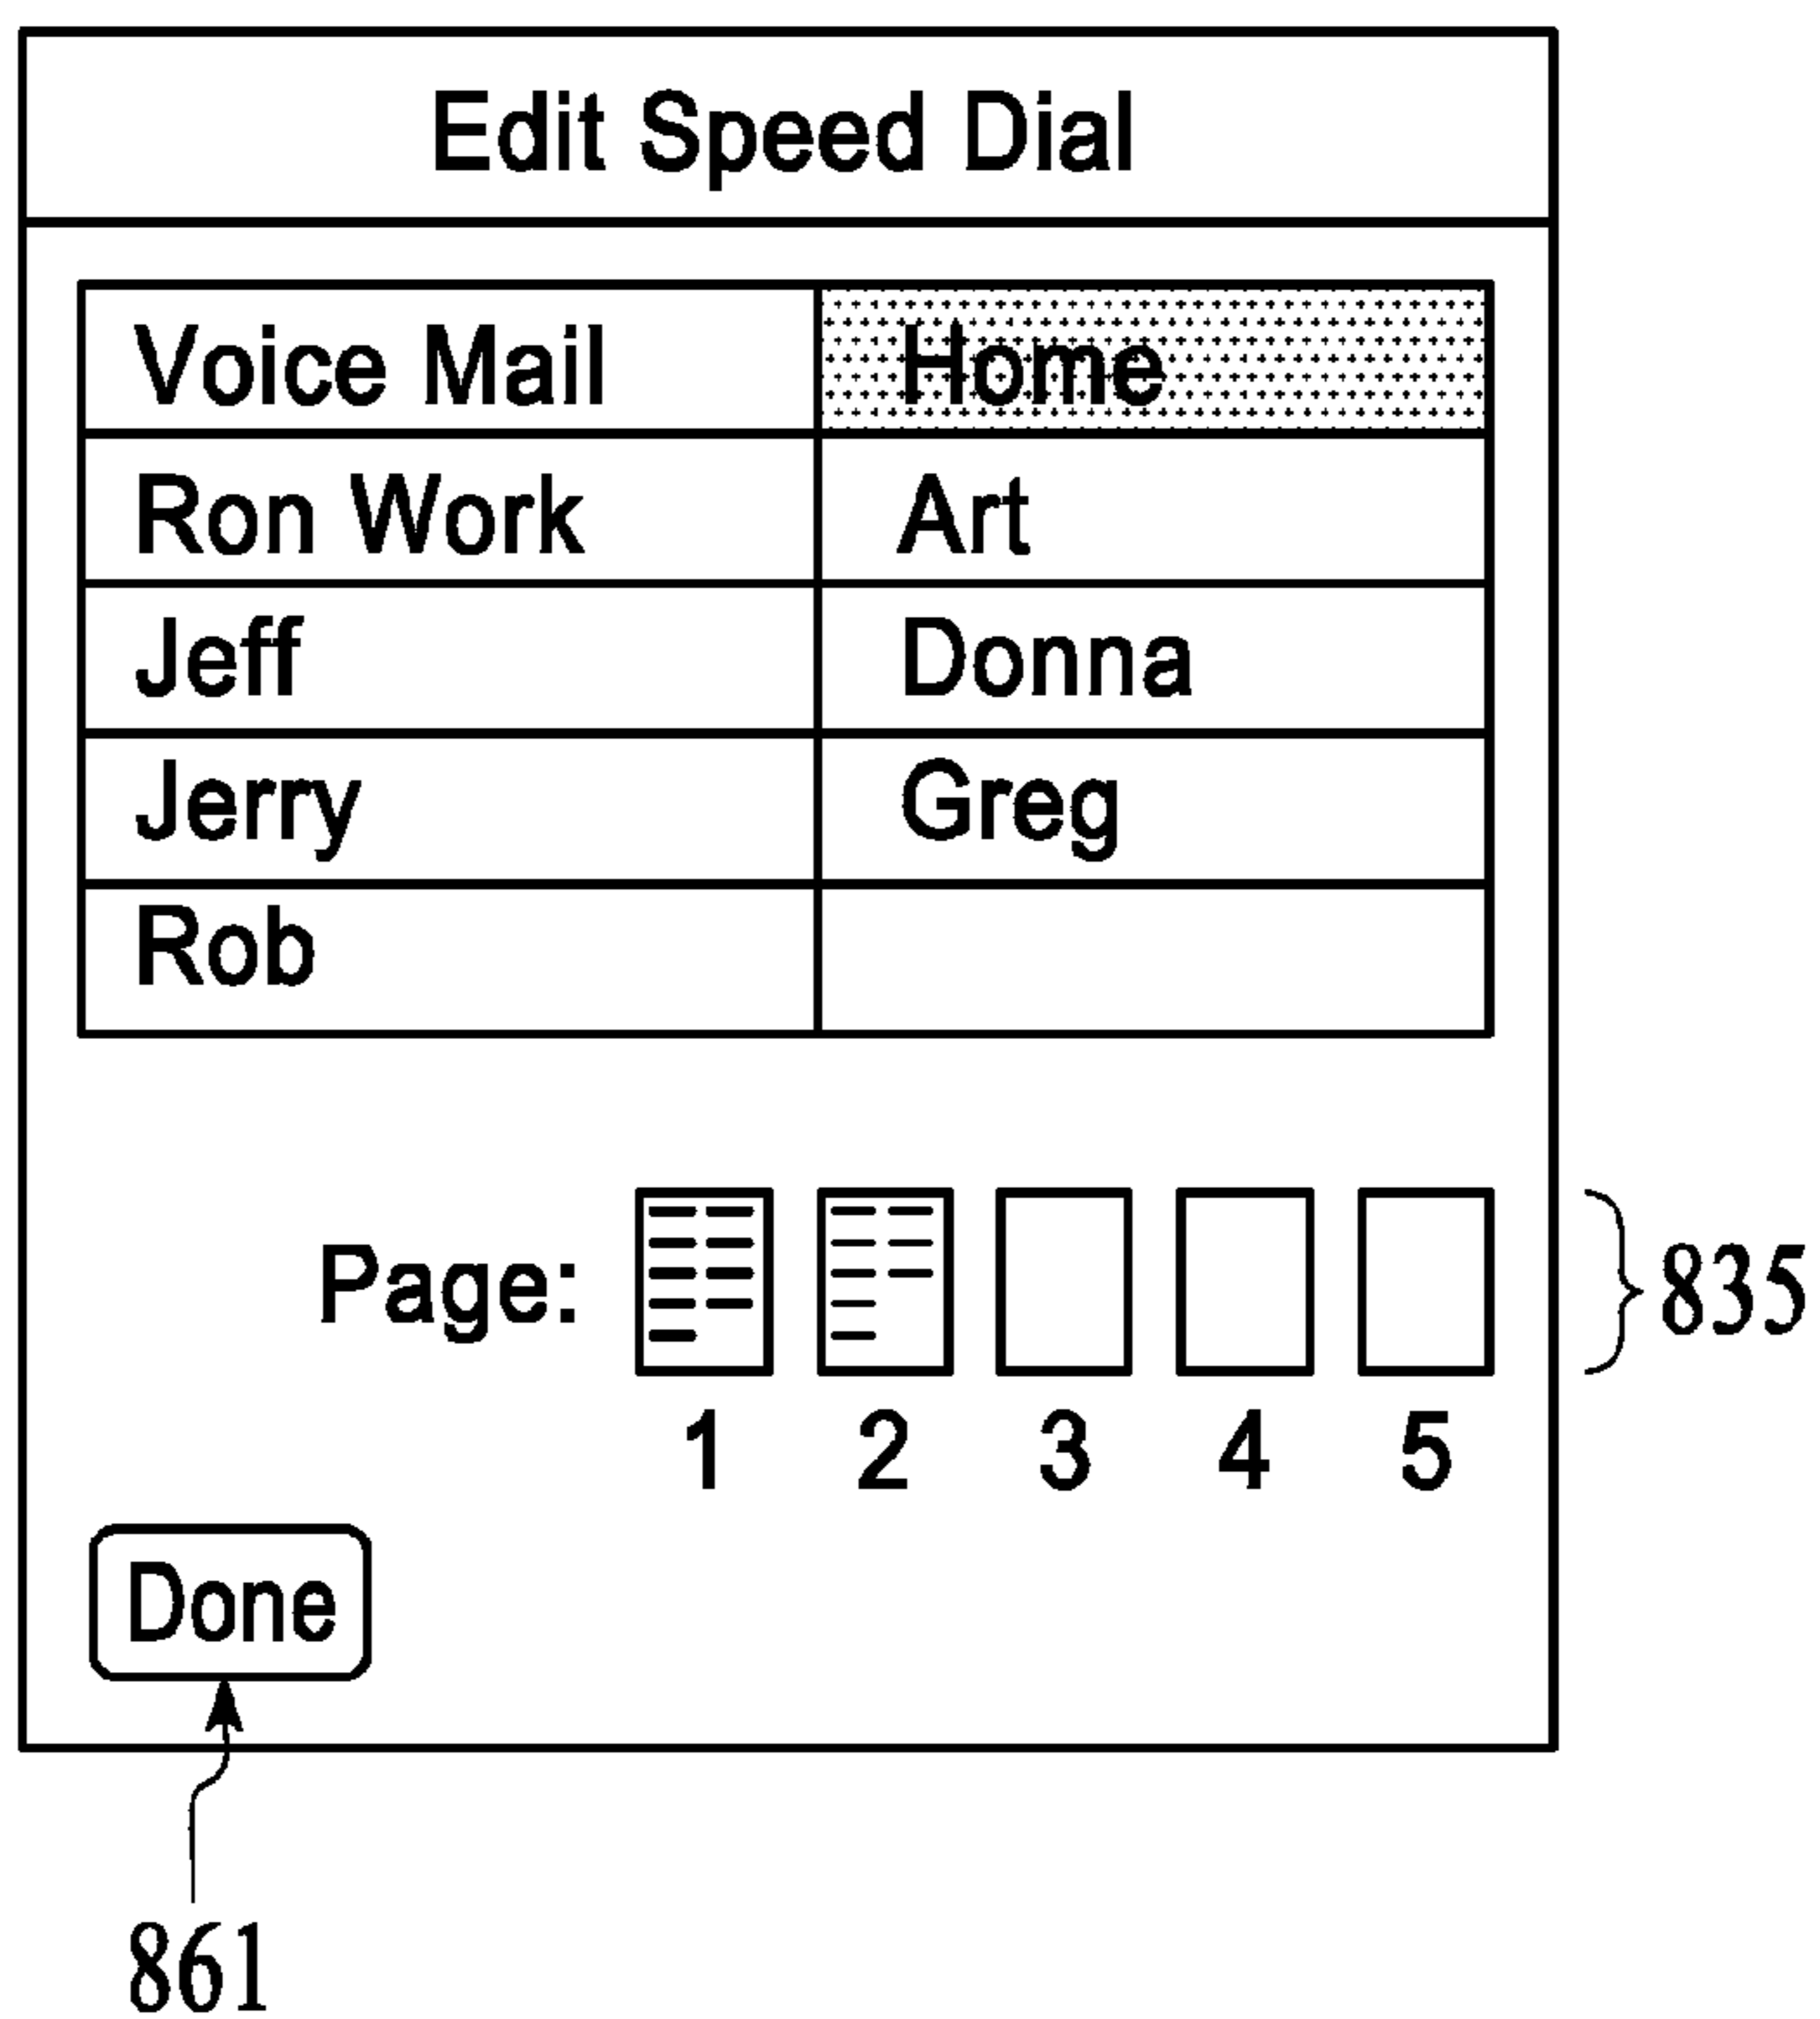 Edit Speed Dial
Voice Mail Home
Ron Work Art
Jeff Donna
Jerry Greg
Rob
Page:
835
1 2 3 4 5
Done
861